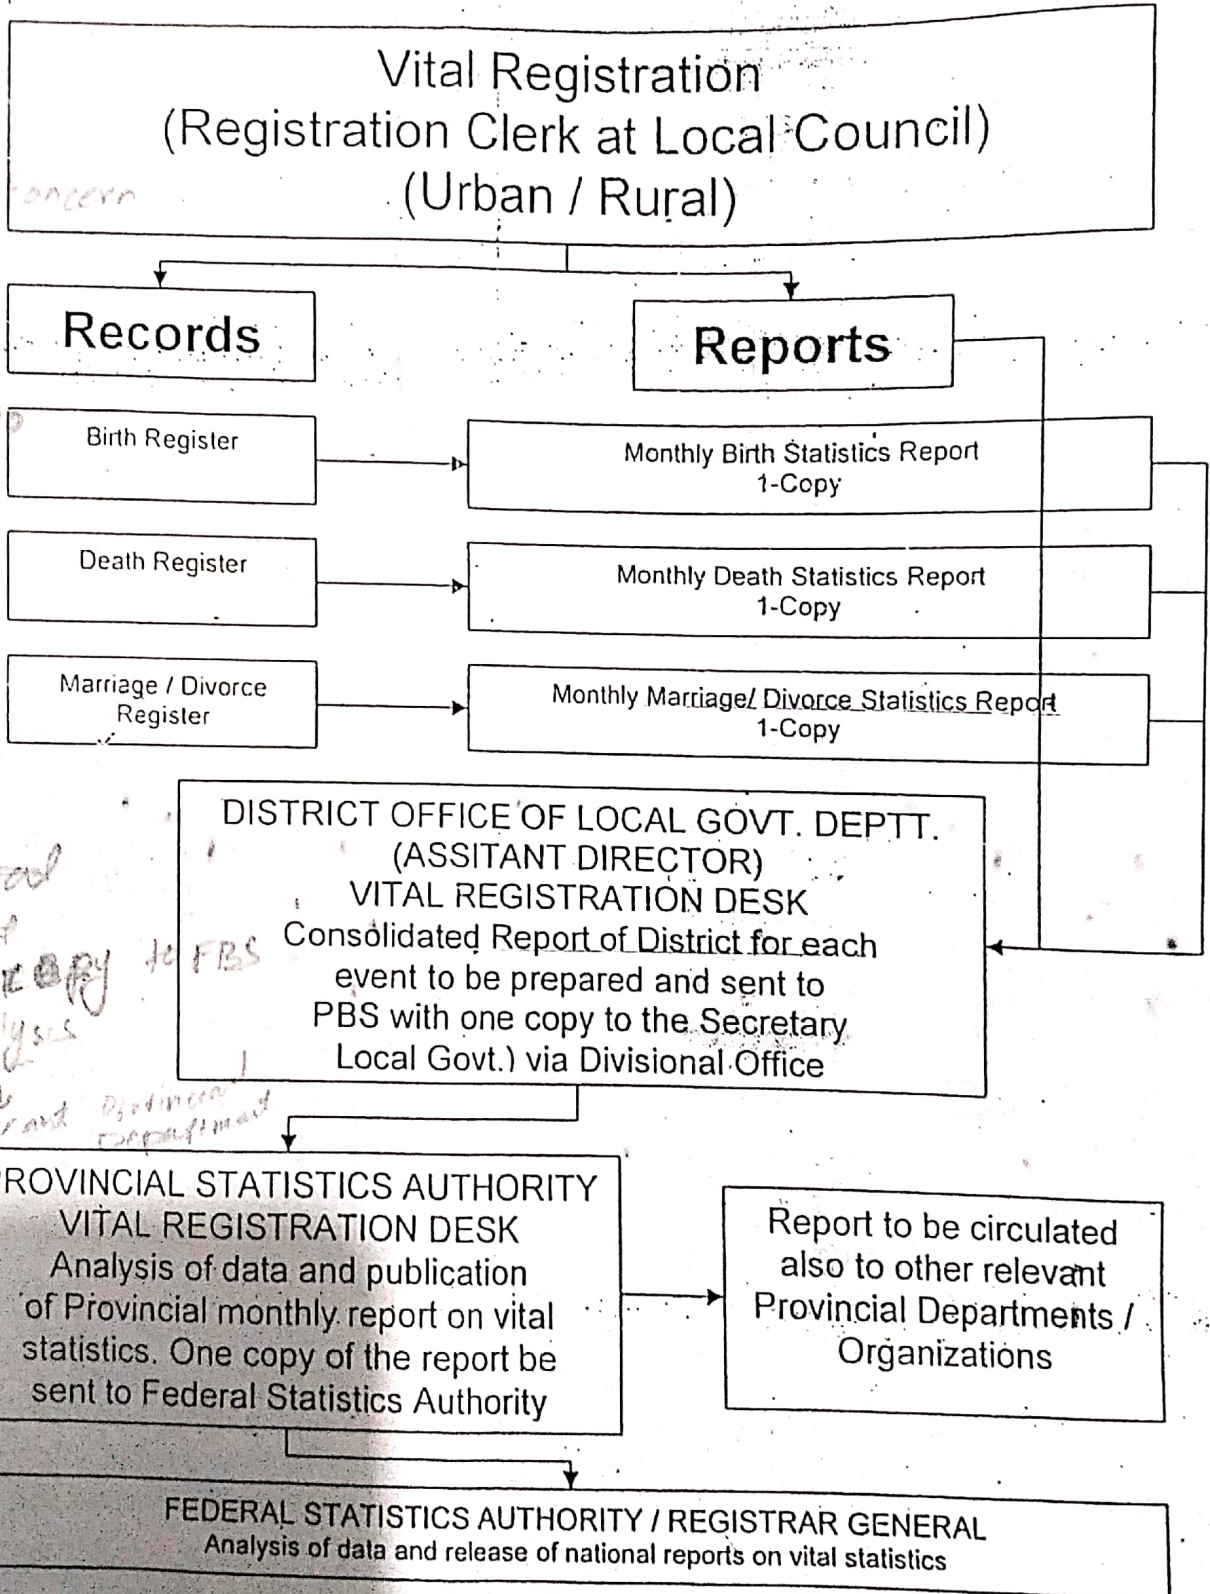 Vital Registration
(Registration Clerk at Local Council)
(Urban / Rural)
concern
Records
Reports
Birth Register
Monthly Birth Statistics Report
1-Copy
Death Register
Monthly Death Statistics Report
1-Copy
Marriage / Divorce
Register
Monthly Marriage/ Divorce Statistics Report
1-Copy
DISTRICT OFFICE OF LOCAL GOVT. DEPTT.
(ASSITANT DIRECTOR)
VITAL REGISTRATION DESK
Consolidated Report of District for each
event to be prepared and sent to
PBS with one copy to the Secretary
Local Govt.) via Divisional Office
copy to FBS
Department
ROVINCIAL STATISTICS AUTHORITY
VITAL REGISTRATION DESK
Analysis of data and publication
of Provincial monthly report on vital
statistics. One copy of the report be
sent to Federal Statistics Authority
Report to be circulated
also to other relevant
Provincial Departments /
Organizations
FEDERAL STATISTICS AUTHORITY / REGISTRAR GENERAL
Analysis of data and release of national reports on vital statistics